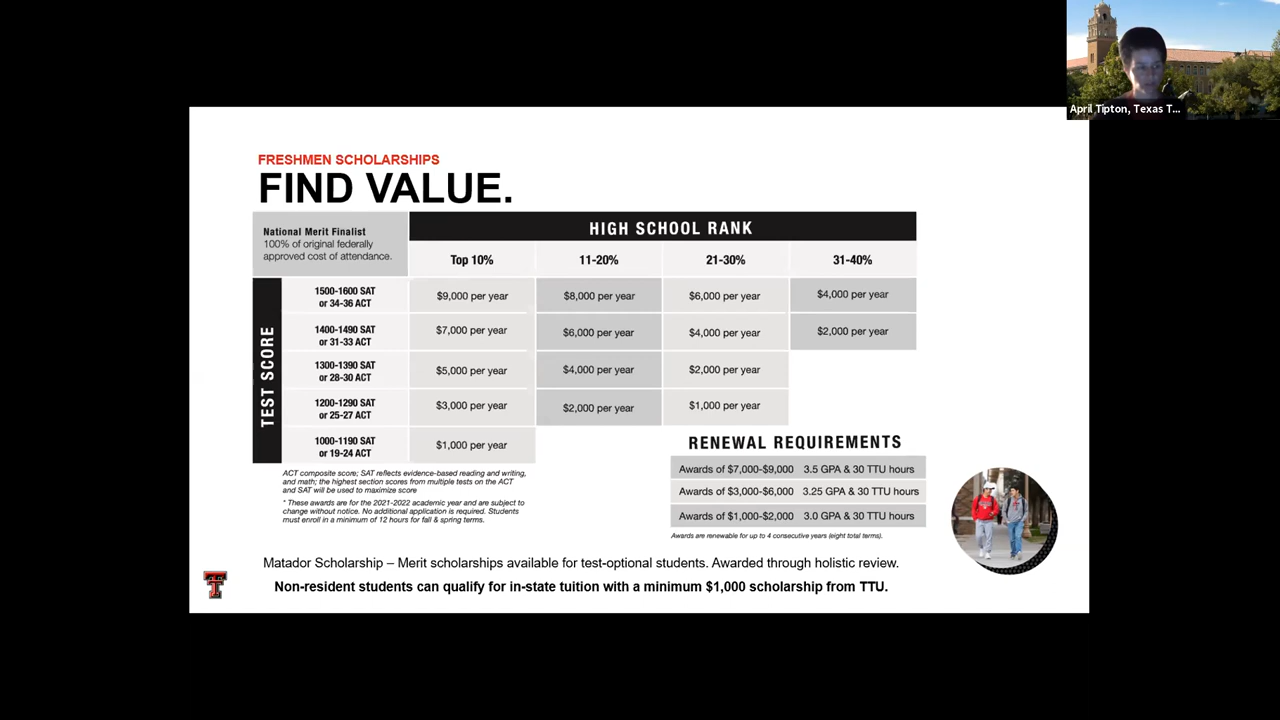 April Tipton, Texas T...
FRESHMEN SCHOLARSHIPS
FIND VALUE.
National Merit Finalist
100% of original federally
approved cost of attendance.
HIGH SCHOOL RANK
Top 10% 11-20% 21-30% 31-40%
TEST SCORE
1500-1600 SAT
or 34-36 ACT
$9,000 per year $8,000 per year $6,000 per year $4,000 per year
1400-1490 SAT
or 31-33 ACT
$7,000 per year $6,000 per year $4,000 per year $2,000 per year
1300-1390 SAT
or 28-30 ACT
$5,000 per year $4,000 per year $2,000 per year
1200-1290 SAT
or 25-27 ACT
$3,000 per year $2,000 per year $1,000 per year
1000-1190 SAT
or 19-24 ACT
$1,000 per year
ACT composite score; SAT reflects evidence-based reading and writing,
and math; the highest section scores from multiple tests on the ACT
and SAT will be used to maximize score
* These awards are for the 2021-2022 academic year and are subject to
change without notice. No additional application is required. Students
must enroll in a minimum of 12 hours for fall & spring terms.
RENEWAL REQUIREMENTS
Awards of $7,000-$9,000 3.5 GPA & 30 TTU hours
Awards of $3,000-$6,000 3.25 GPA & 30 TTU hours
Awards of $1,000-$2,000 3.0 GPA & 30 TTU hours
Awards are renewable for up to 4 consecutive years (eight total terms).
Matador Scholarship – Merit scholarships available for test-optional students. Awarded through holistic review.
Non-resident students can qualify for in-state tuition with a minimum $1,000 scholarship from TTU.